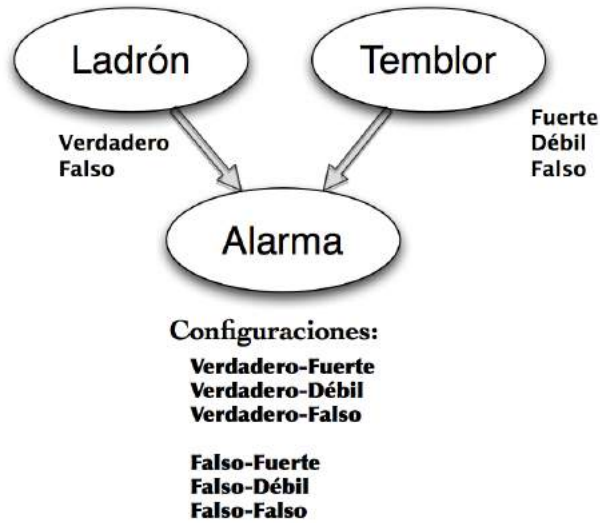 Ladrón
Temblor
Verdadero
Falso
Fuerte
Débil
Falso
Alarma
Configuraciones:
Verdadero-Fuerte
Verdadero-Débil
Verdadero-Falso
Falso-Fuerte
Falso-Débil
Falso-Falso